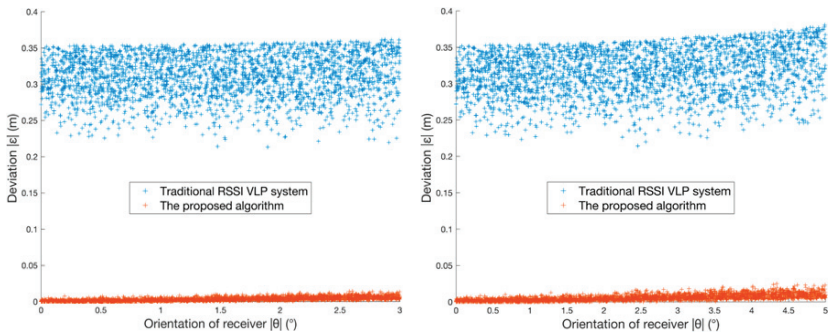 0.4
0.35
0.3
0.25
0.2
0.15
0.1
0.05
0
Deviation |ε| (m)
Traditional RSSI VLP system
The proposed algorithm
0 0.5 1 1.5 2 2.5 3
Orientation of receiver |θ| (°)
0.4
0.35
0.3
0.25
0.2
0.15
0.1
0.05
0
Deviation |ε| (m)
Traditional RSSI VLP system
The proposed algorithm
0 0.5 1 1.5 2 2.5 3 3.5 4 4.5 5
Orientation of receiver |θ| (°)